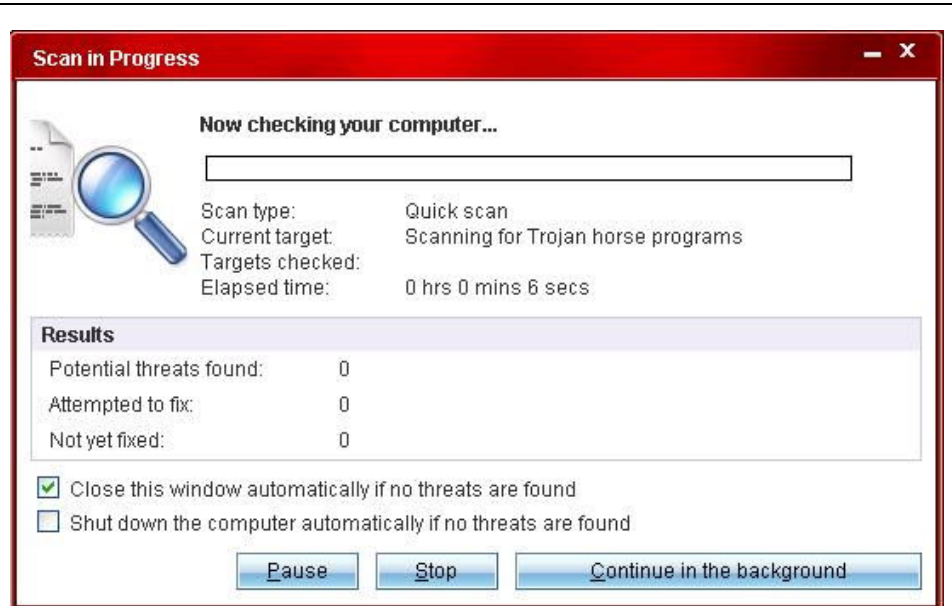 Scan in Progress
Now checking your computer...
Scan type: Quick scan
Current target: Scanning for Trojan horse programs
Targets checked:
Elapsed time: 0 hrs 0 mins 6 secs
Results
Potential threats found: 0
Attempted to fix: 0
Not yet fixed: 0
Close this window automatically if no threats are found
Shut down the computer automatically if no threats are found
Pause Stop Continue in the background